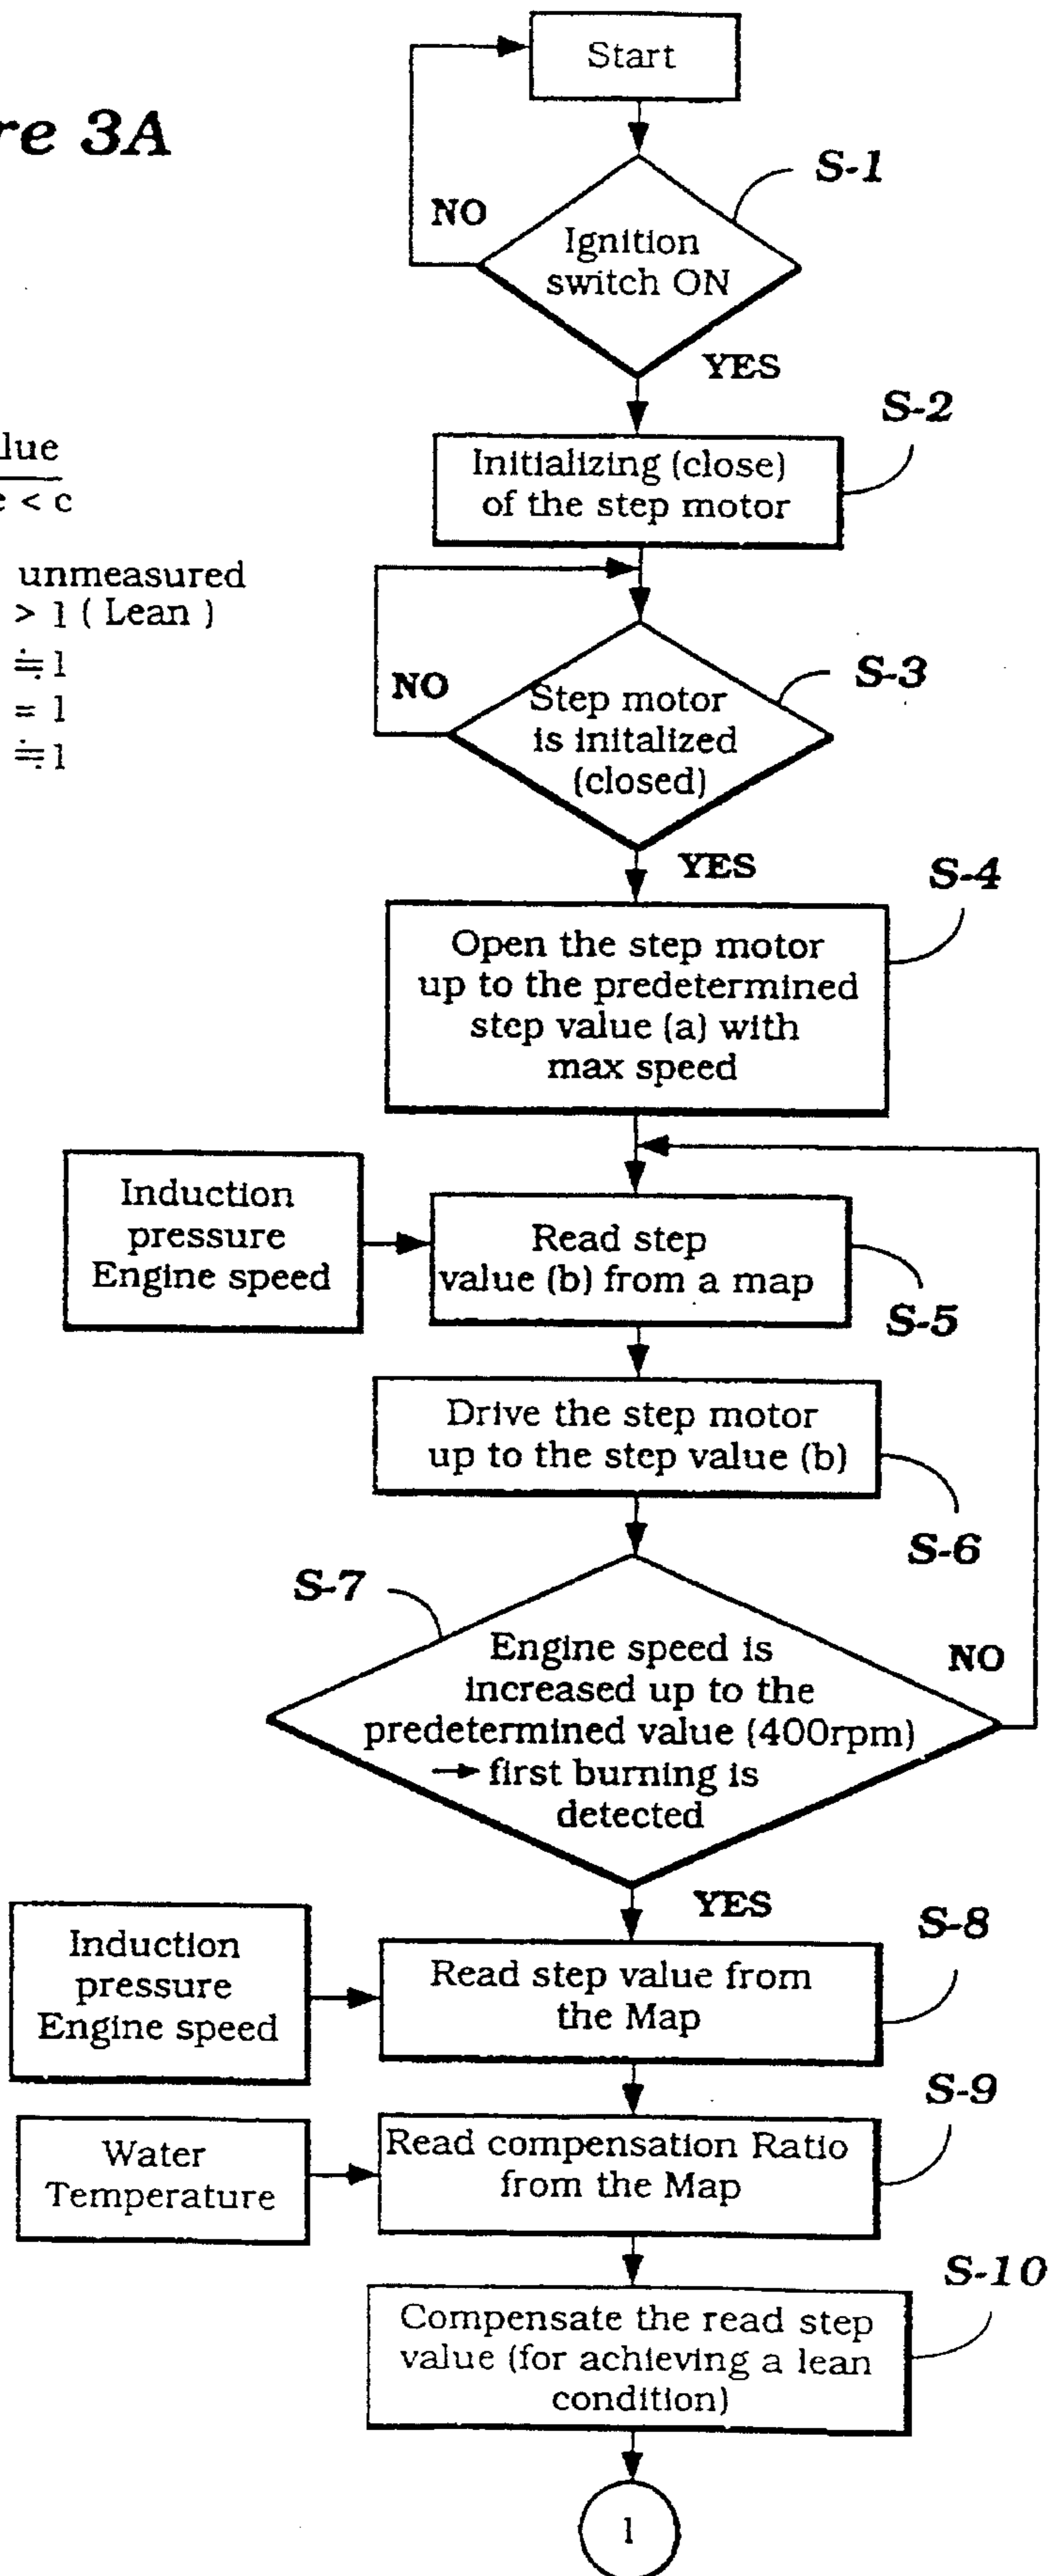 re 3A
Start
S-1
NO
Ignition
switch ON
YES
S-2
lue
e < c
Initializing (close)
of the step motor
unmeasured
> 1 ( Lean )
≒1
= 1
≒1
NO
S-3
Step motor
is initalized
(closed)
YES
S-4
Open the step motor
up to the predetermined
step value (a) with
max speed
Induction
pressure
Engine speed
Read step
value (b) from a map
S-5
Drive the step motor
up to the step value (b)
S-6
S-7
Engine speed is
increased up to the
predetermined value (400rpm)
→ first burning is
detected
NO
YES
S-8
Induction
pressure
Engine speed
Read step value from
the Map
S-9
Water
Temperature
Read compensation Ratio
from the Map
S-10
Compensate the read step
value (for achieving a lean
condition)
1